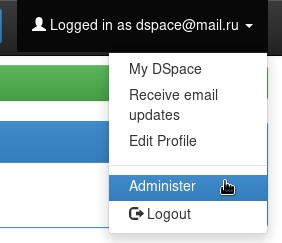 Logged in as dspace@mail.ru
My DSpace
Receive email
updates
Edit Profile
Administer
Logout